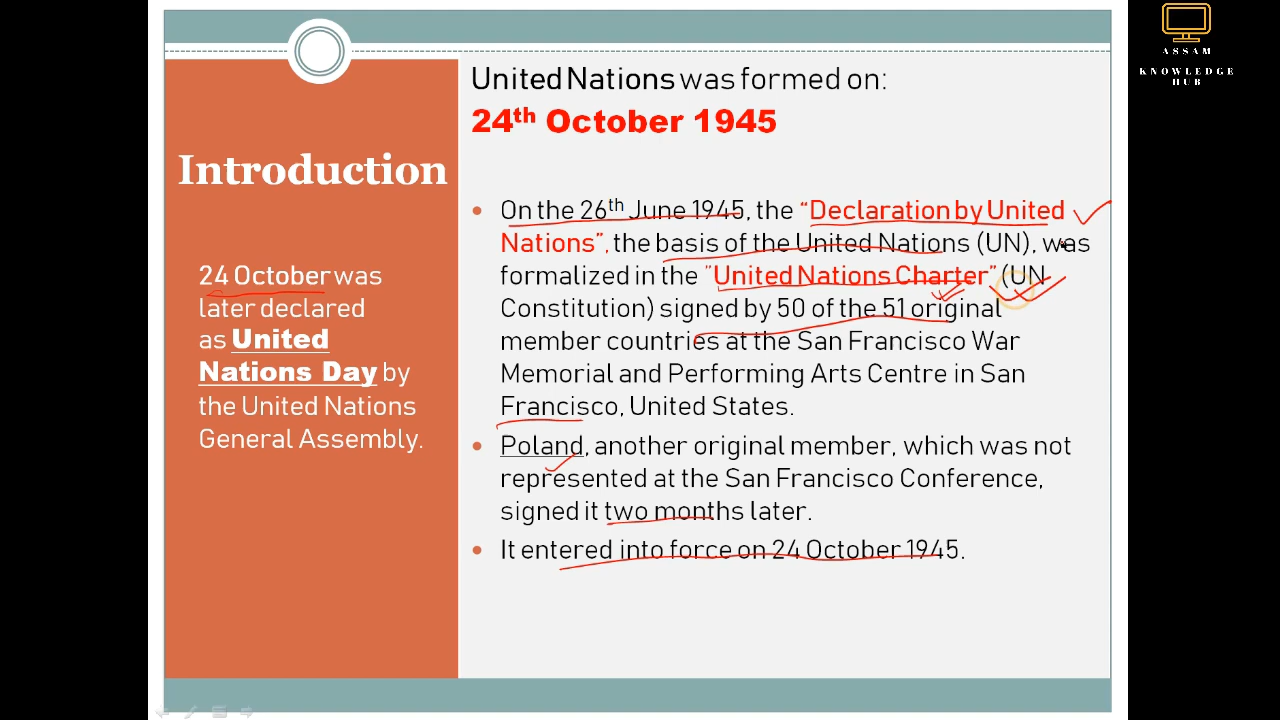 ASSAM
KNOWLEDGE
HUB
United Nations was formed on:
24th October 1945
Introduction
24 October was
later declared
as United
Nations Day by
the United Nations
General Assembly.
• On the 26th June 1945, the “Declaration by United
Nations”, the basis of the United Nations (UN), was
formalized in the “United Nations Charter” (UN
Constitution) signed by 50 of the 51 original
member countries at the San Francisco War
Memorial and Performing Arts Centre in San
Francisco, United States.
• Poland, another original member, which was not
represented at the San Francisco Conference,
signed it two months later.
• It entered into force on 24 October 1945.